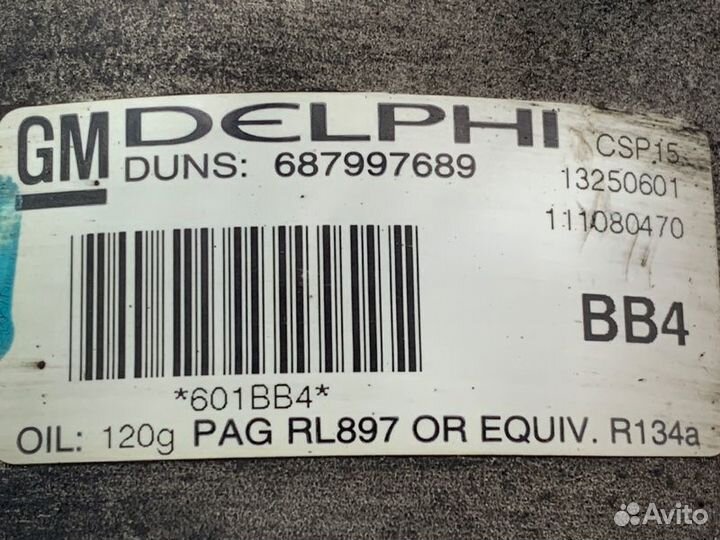 GM DELPHI
DUNS: 687997689
CSP15
13250601
111080470
BB4
*601BB4*
OIL: 120g PAG RL897 OR EQUIV. R134a
Avito